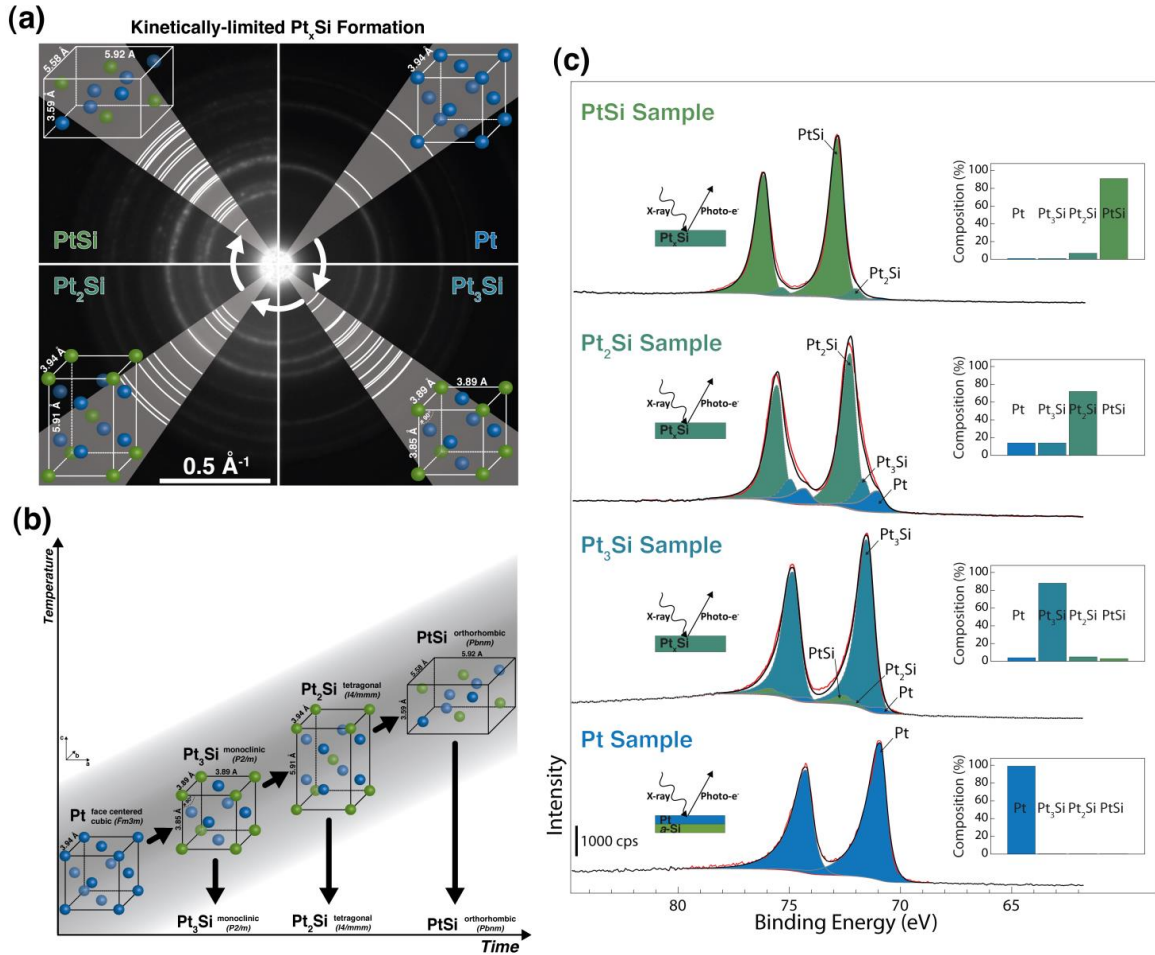 (a)
Kinetically-limited PtₓSi Formation
5.58 Å
5.92 A
3.59 Å
3.94 Å
PtSi
Pt
Pt₂Si
Pt₃Si
3.94 Å
5.91 Å
3.89 A
3.89 Å
3.85 Å
0.5 Å⁻¹
(b)
Temperature
PtSi orthorhombic (Pbnm)
5.58 Å
5.92 A
3.59 Å
Pt₂Si tetragonal (I4/mmm)
3.94 Å
5.91 Å
c
b
a
Pt₃Si monoclinic (P2/m)
3.89 Å
3.89 A
3.85 Å
Pt face centered cubic (Fm3m)
3.94 Å
Pt₃Si monoclinic (P2/m)
Pt₂Si tetragonal (I4/mmm)
PtSi orthorhombic (Pbnm)
Time
(c)
PtSi Sample
PtSi
X-ray
Photo-e⁻
PtₓSi
Pt₂Si
Composition (%)
100
80
60
40
20
0
Pt Pt₃Si Pt₂Si PtSi
Pt₂Si Sample
Pt₂Si
X-ray
Photo-e⁻
PtₓSi
Pt₃Si
Pt
Composition (%)
100
80
60
40
20
0
Pt Pt₃Si Pt₂Si PtSi
Pt₃Si Sample
Pt₃Si
X-ray
Photo-e⁻
PtₓSi
PtSi
Pt₂Si
Pt
Composition (%)
100
80
60
40
20
0
Pt Pt₃Si Pt₂Si PtSi
Pt Sample
Pt
X-ray
Photo-e⁻
Pt
a-Si
Composition (%)
100
80
60
40
20
0
Pt Pt₃Si Pt₂Si PtSi
Intensity
1000 cps
80
75
70
65
Binding Energy (eV)